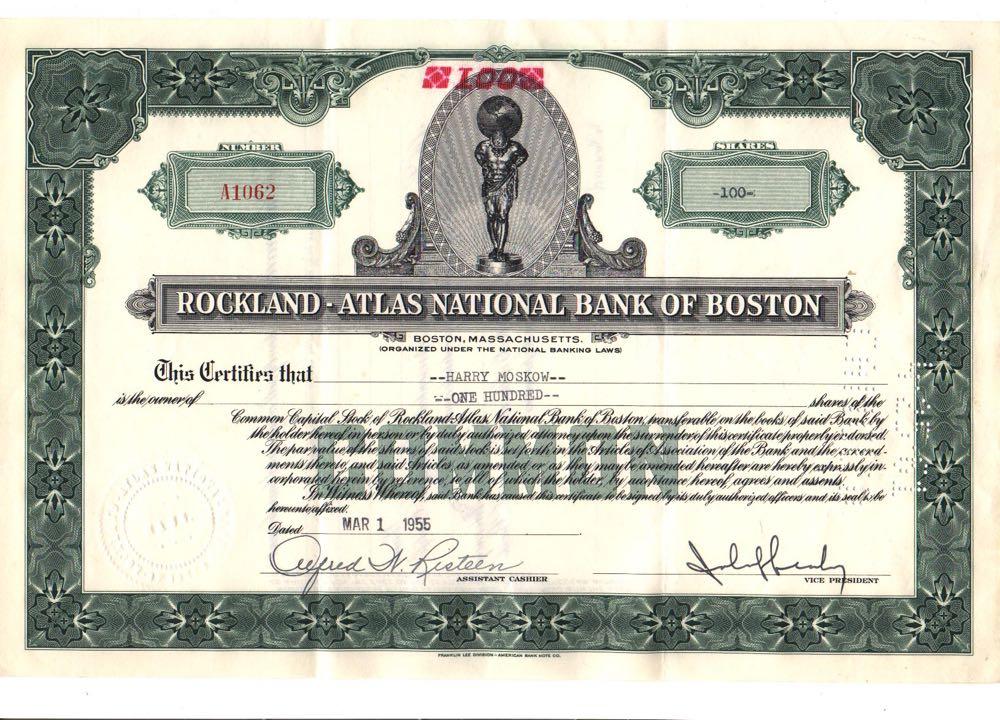 100
NUMBER
SHARES
A1062
-100-
ROCKLAND - ATLAS NATIONAL BANK OF BOSTON
BOSTON, MASSACHUSETTS.
(ORGANIZED UNDER THE NATIONAL BANKING LAWS)
This Certifies that --HARRY MOSKOW--
is the owner of --ONE HUNDRED-- shares of the
Common Capital Stock of Rockland-Atlas National Bank of Boston, transferable on the books of said Bank by
the holder hereof in person or by duly authorized attorney upon the surrender of this certificate properly endorsed.
The par value of the shares of said stock is set forth in the Articles of Association of the Bank and the amend-
ments thereto, and said Articles as amended or as they may be amended hereafter are hereby expressly in-
corporated herein by reference, to all of which the holder, by acceptance hereof, agrees and assents.
In Witness Whereof, said Bank has caused this certificate to be signed by its duly authorized officers and its seal to be
hereunto affixed.
Dated MAR 1 1955
Alfred W. Risteen
ASSISTANT CASHIER
VICE PRESIDENT
FRANKLIN LEE DIVISION - AMERICAN BANK NOTE CO.